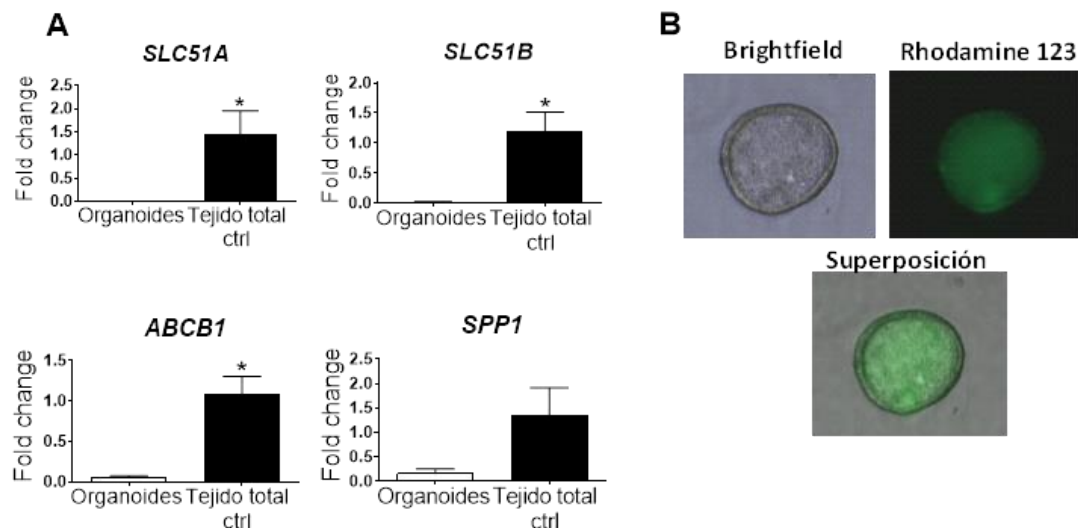 A
SLC51A
Fold change
2.5
2.0
1.5
1.0
0.5
0.0
*
Organoides Tejido total
ctrl
SLC51B
Fold change
2.0
1.5
1.0
0.5
0.0
*
Organoides Tejido total
ctrl
ABCB1
Fold change
1.5
1.0
0.5
0.0
*
Organoides Tejido total
ctrl
SPP1
Fold change
2.5
2.0
1.5
1.0
0.5
0.0
Organoides Tejido total
ctrl
B
Brightfield
Rhodamine 123
Superposición